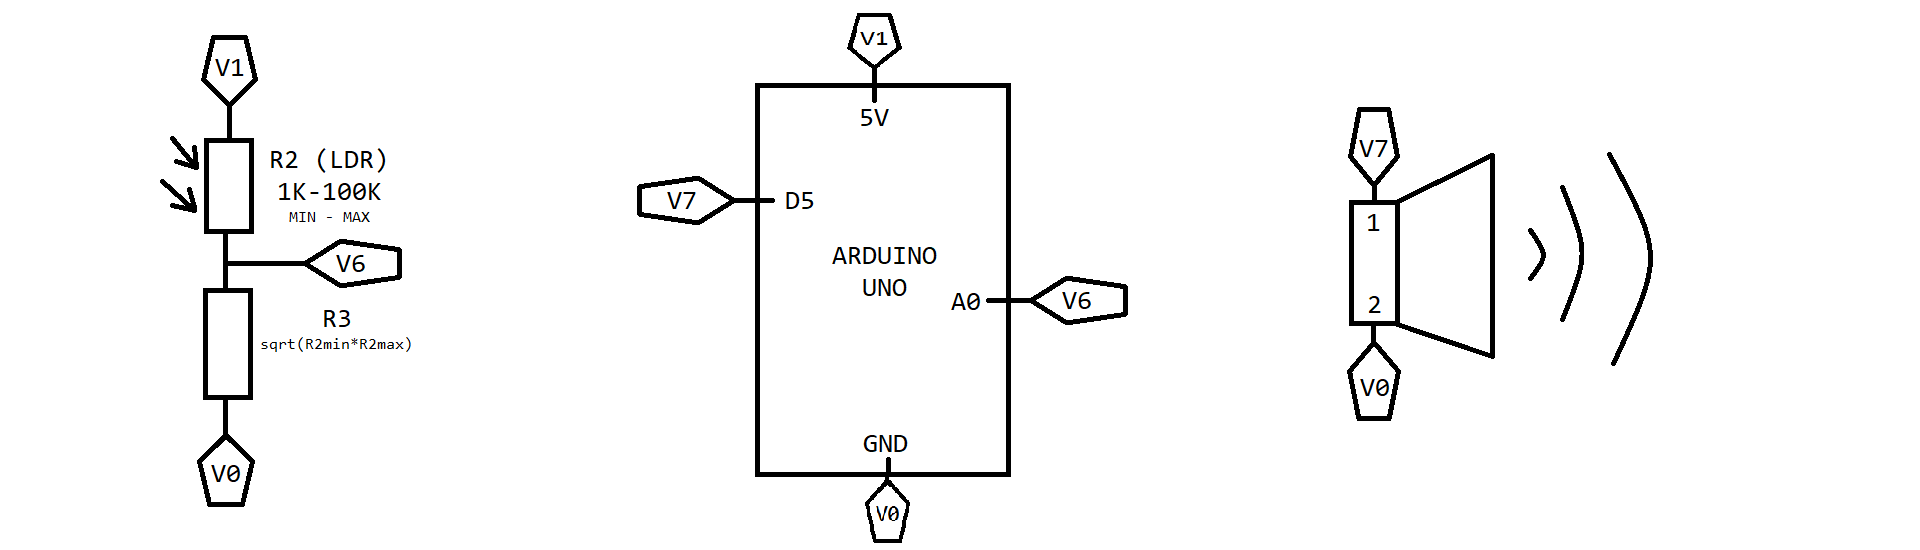 V1
R2 (LDR)
1K-100K
MIN - MAX
V6
R3
sqrt(R2min*R2max)
V0
V1
5V
V7
D5
ARDUINO
UNO
A0
V6
GND
V0
V7
1
2
V0